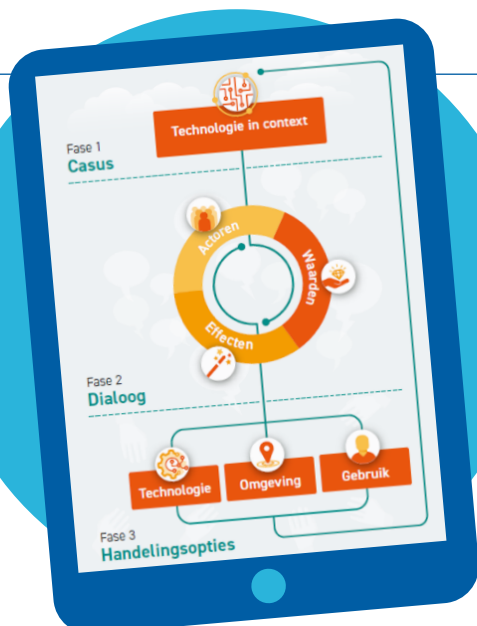 Technologie in context
Fase 1
Casus
Actoren
Waarden
Effecten
Fase 2
Dialoog
Technologie
Omgeving
Gebruik
Fase 3
Handelingsopties